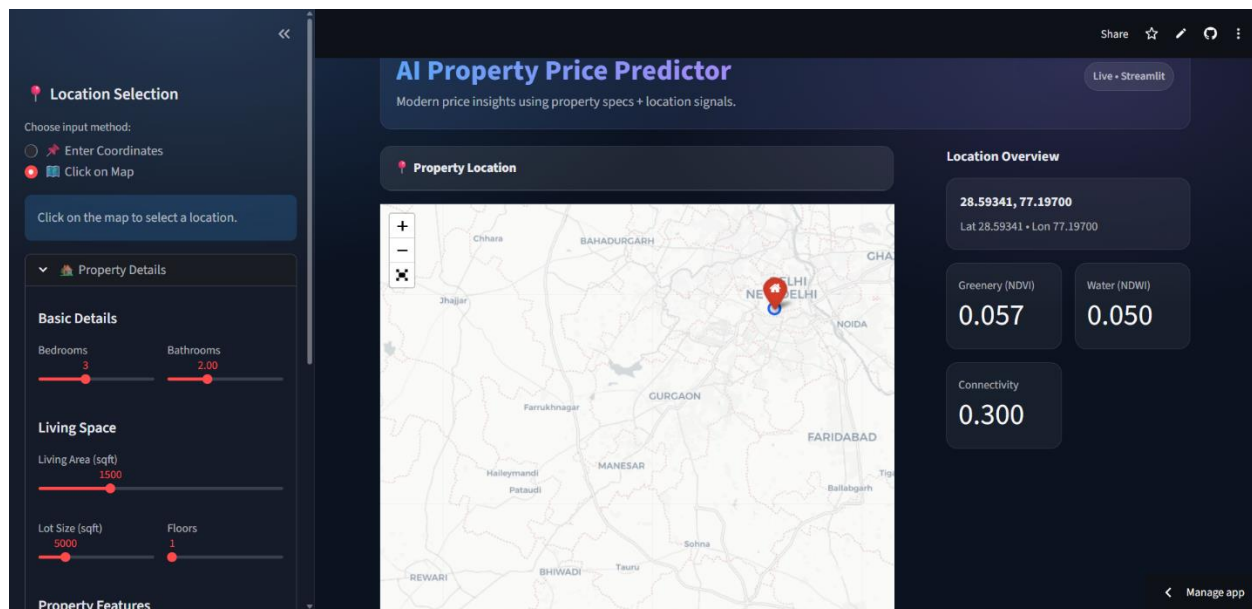 Share
Location Selection
Choose input method:
Enter Coordinates
Click on Map
Click on the map to select a location.
Property Details
Basic Details
Bedrooms
3
Bathrooms
2.00
Living Space
Living Area (sqft)
1500
Lot Size (sqft)
5000
Floors
1
Property Features
AI Property Price Predictor
Modern price insights using property specs + location signals.
Live • Streamlit
Property Location
+
−
Chhara
BAHADURGARH
GHA
Jhajjar
NOIDA
GURGAON
Farrukhnagar
FARIDABAD
Haileymandi
MANESAR
Pataudi
Ballabgarh
Sohna
REWARI
BHIWADI
Tauru
Location Overview
28.59341, 77.19700
Lat 28.59341 • Lon 77.19700
Greenery (NDVI)
0.057
Water (NDWI)
0.050
Connectivity
0.300
Manage app